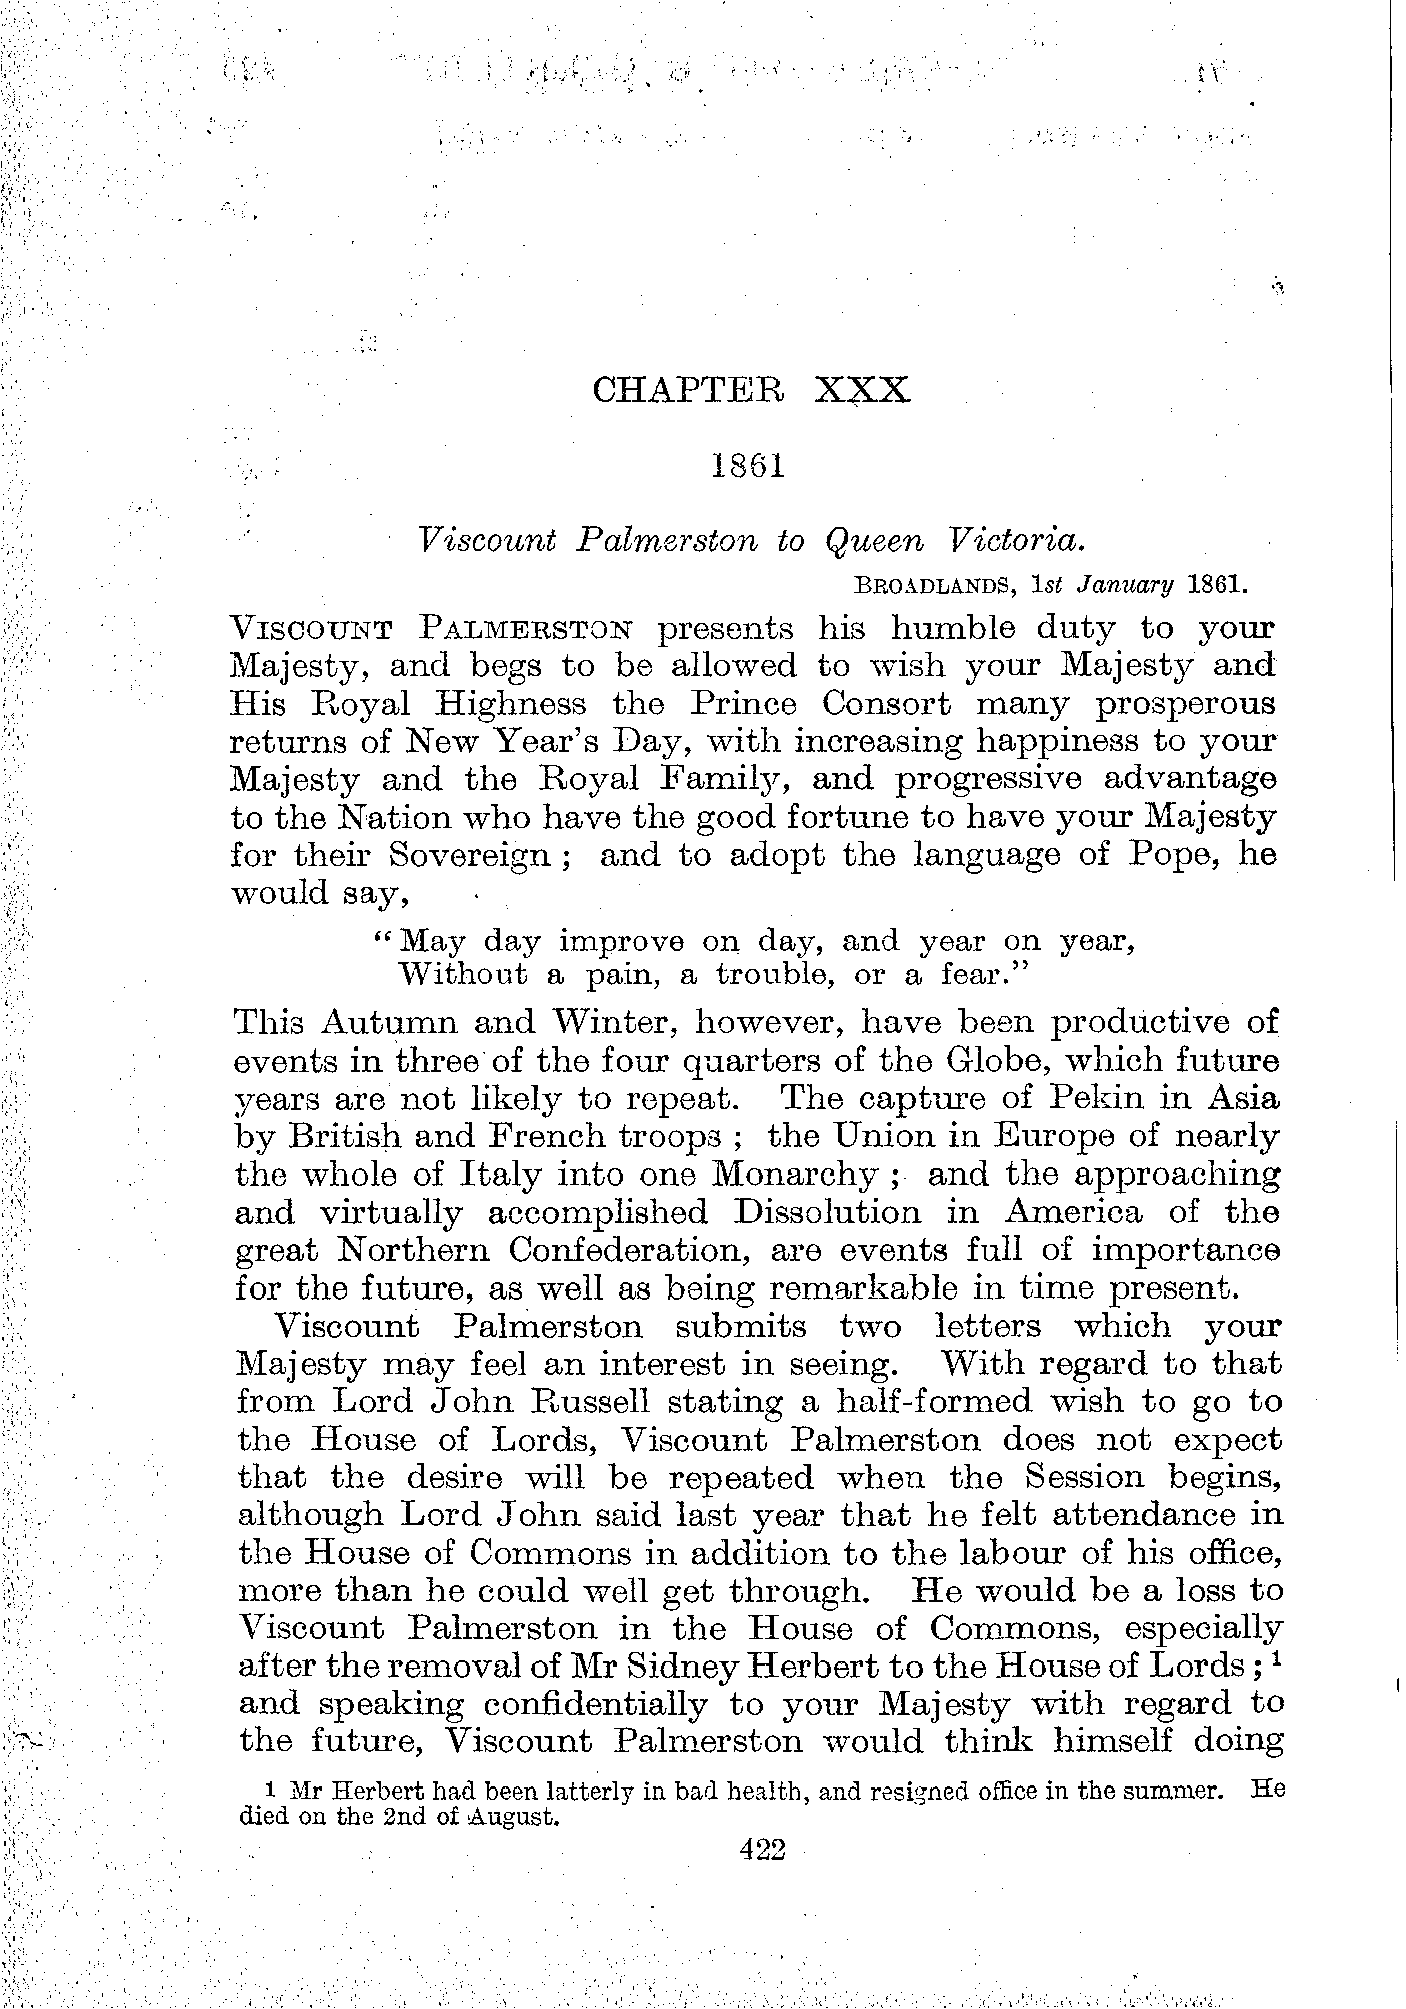 CHAPTER XXX
1861
Viscount Palmerston to Queen Victoria.
BROADLANDS, 1st January 1861.
VISCOUNT PALMERSTON presents his humble duty to your
Majesty, and begs to be allowed to wish your Majesty and
His Royal Highness the Prince Consort many prosperous
returns of New Year's Day, with increasing happiness to your
Majesty and the Royal Family, and progressive advantage
to the Nation who have the good fortune to have your Majesty
for their Sovereign ; and to adopt the language of Pope, he
would say,
“ May day improve on day, and year on year,
Without a pain, a trouble, or a fear.”
This Autumn and Winter, however, have been productive of
events in three of the four quarters of the Globe, which future
years are not likely to repeat. The capture of Pekin in Asia
by British and French troops ; the Union in Europe of nearly
the whole of Italy into one Monarchy ; and the approaching
and virtually accomplished Dissolution in America of the
great Northern Confederation, are events full of importance
for the future, as well as being remarkable in time present.
Viscount Palmerston submits two letters which your
Majesty may feel an interest in seeing. With regard to that
from Lord John Russell stating a half-formed wish to go to
the House of Lords, Viscount Palmerston does not expect
that the desire will be repeated when the Session begins,
although Lord John said last year that he felt attendance in
the House of Commons in addition to the labour of his office,
more than he could well get through. He would be a loss to
Viscount Palmerston in the House of Commons, especially
after the removal of Mr Sidney Herbert to the House of Lords ; 1
and speaking confidentially to your Majesty with regard to
the future, Viscount Palmerston would think himself doing
1 Mr Herbert had been latterly in bad health, and resigned office in the summer. He
died on the 2nd of August.
422